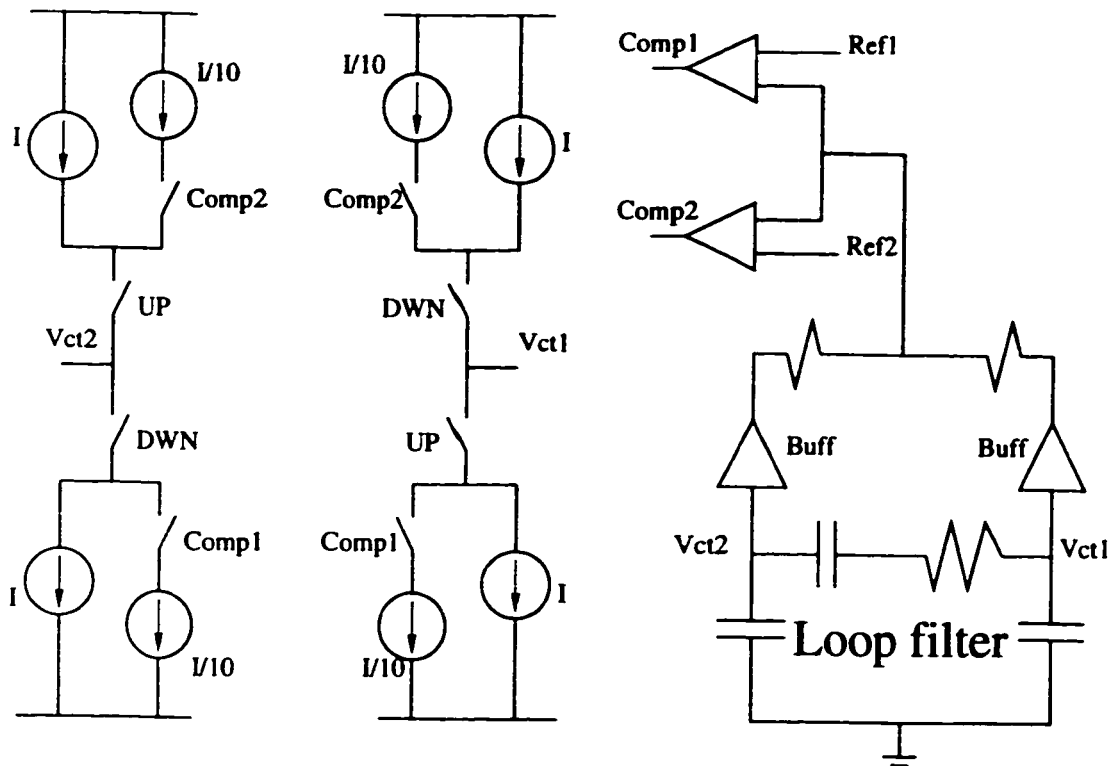 I
I/10
Comp2
UP
Vct2
DWN
I
Comp1
I/10
I/10
I
Comp2
DWN
Vct1
UP
Comp1
I
I/10
Comp1
Ref1
Comp2
Ref2
Buff
Buff
Vct2
Vct1
Loop filter